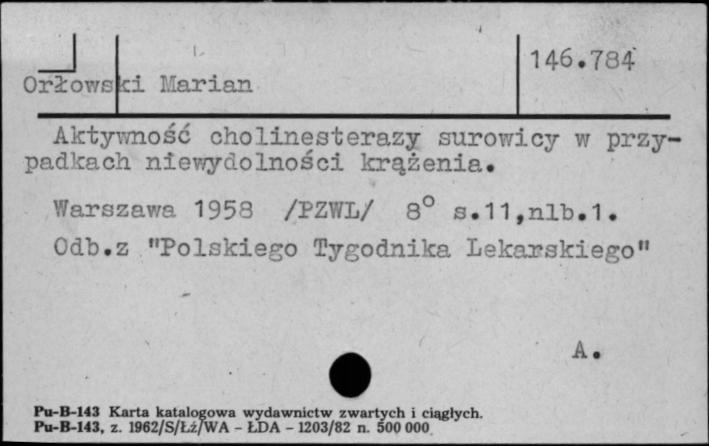 146.784
Orłowski Marian
Aktywność cholinesterazy surowicy w przy-
padkach niewydolności krążenia.
Warszawa 1958 /PZWL/ 8° s.11,nlb.1.
Odb.z "Polskiego Tygodnika Lekarskiego"
A.
Pu-B-143 Karta katalogowa wydawnictw zwartych i ciągłych.
Pu-B-143, z. 1962/S/Łź/WA - ŁDA - 1203/82 n. 500 000